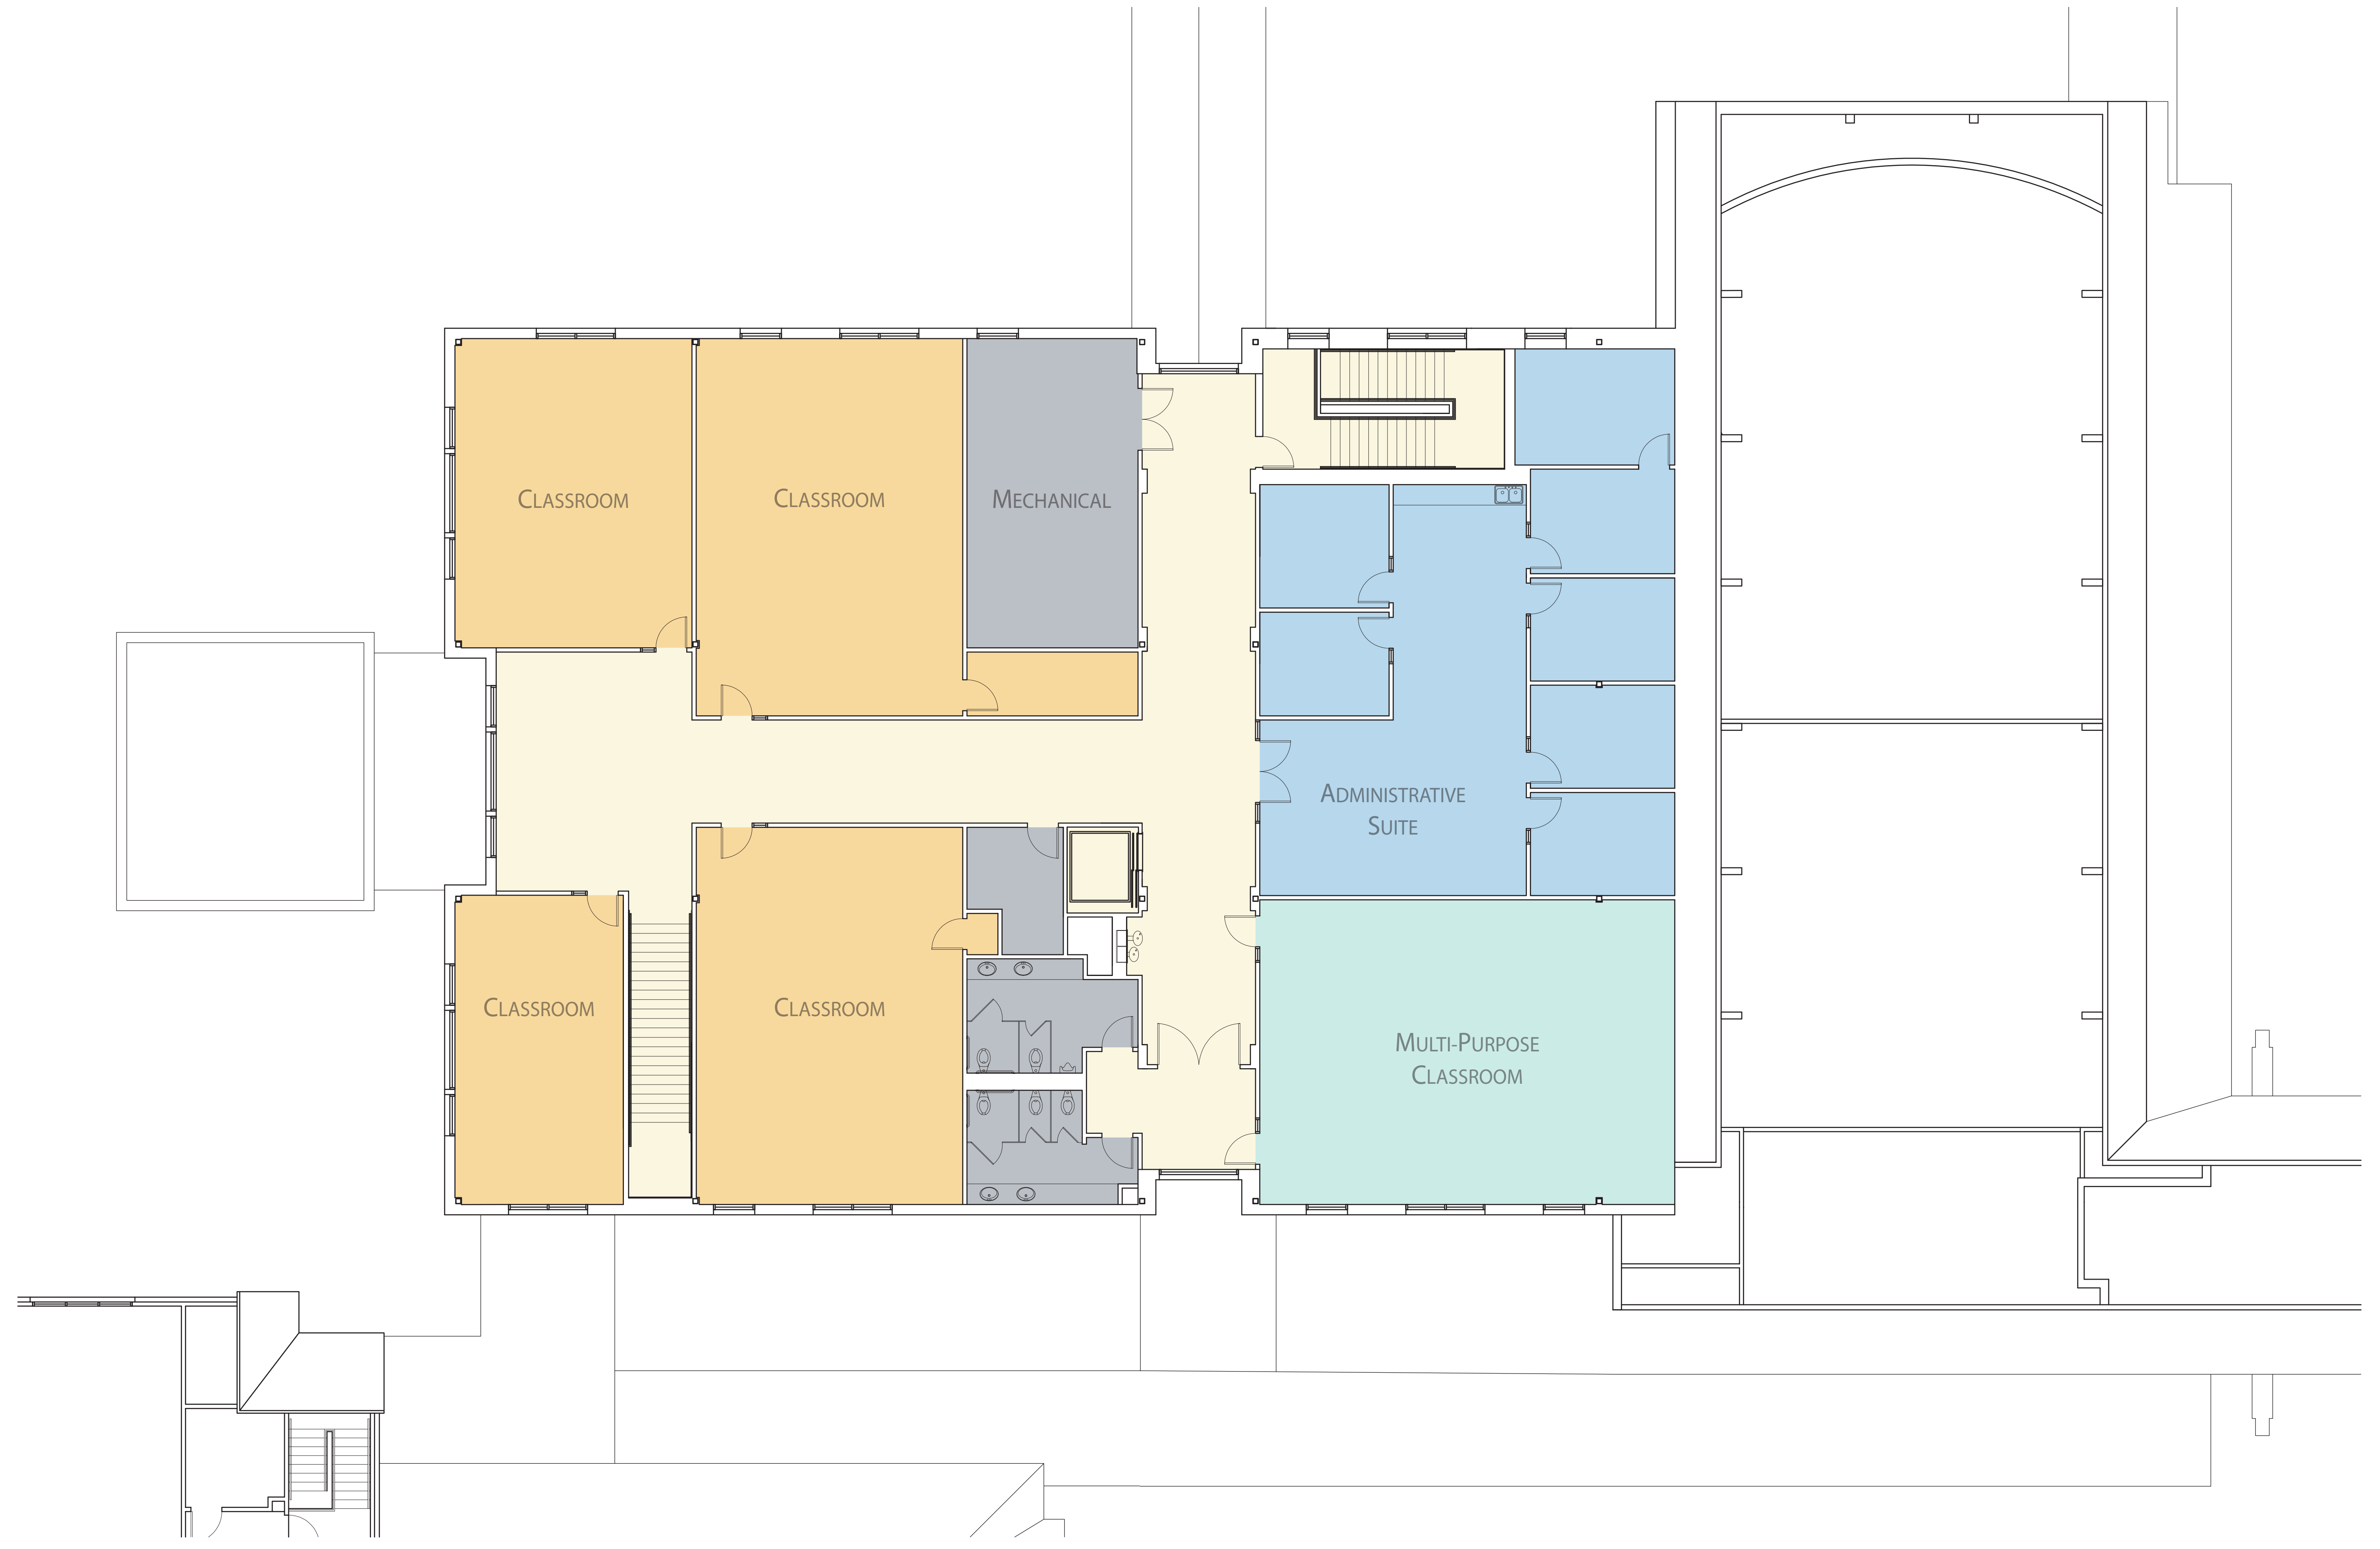 Classroom
Classroom
Mechanical
Administrative
Suite
Classroom
Classroom
Multi-Purpose
Classroom